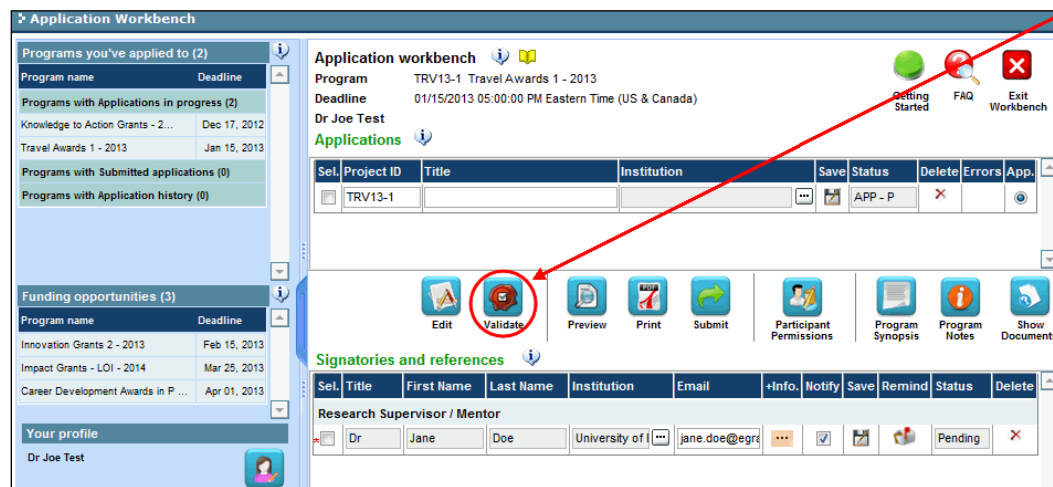 Application Workbench
Programs you've applied to (2)
Program name Deadline
Programs with Applications in progress (2)
Knowledge to Action Grants - 2... Dec 17, 2012
Travel Awards 1 - 2013 Jan 15, 2013
Programs with Submitted applications (0)
Programs with Application history (0)
Funding opportunities (3)
Program name Deadline
Innovation Grants 2 - 2013 Feb 15, 2013
Impact Grants - LOI - 2014 Mar 25, 2013
Career Development Awards in P ... Apr 01, 2013
Your profile
Dr Joe Test
Application workbench
Program TRV13-1 Travel Awards 1 - 2013
Deadline 01/15/2013 05:00:00 PM Eastern Time (US & Canada)
Dr Joe Test
Getting Started
FAQ
Exit Workbench
Applications
Sel. Project ID Title Institution Save Status Delete Errors App.
TRV13-1 ... APP - P
Edit Validate Preview Print Submit Participant Permissions Program Synopsis Program Notes Show Document
PDF
Signatories and references
Sel. Title First Name Last Name Institution Email +Info. Notify Save Remind Status Delete
Research Supervisor / Mentor
* Dr Jane Doe University of ... jane.doe@egra ... Pending